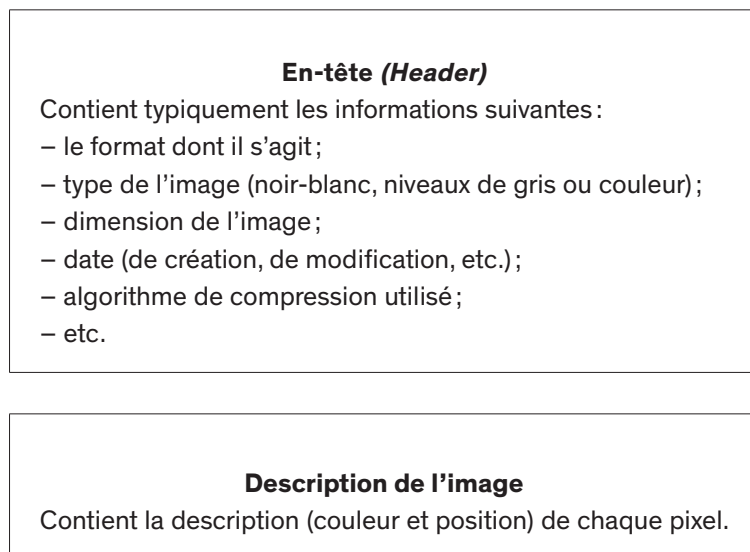 En-tête (Header)
Contient typiquement les informations suivantes :
– le format dont il s’agit ;
– type de l’image (noir-blanc, niveaux de gris ou couleur) ;
– dimension de l’image ;
– date (de création, de modification, etc.) ;
– algorithme de compression utilisé ;
– etc.
Description de l’image
Contient la description (couleur et position) de chaque pixel.